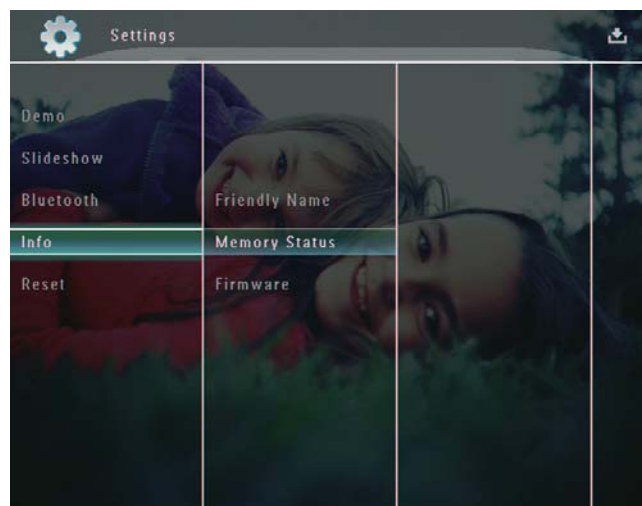 Settings
Demo
Slideshow
Bluetooth
Friendly Name
Info
Memory Status
Reset
Firmware